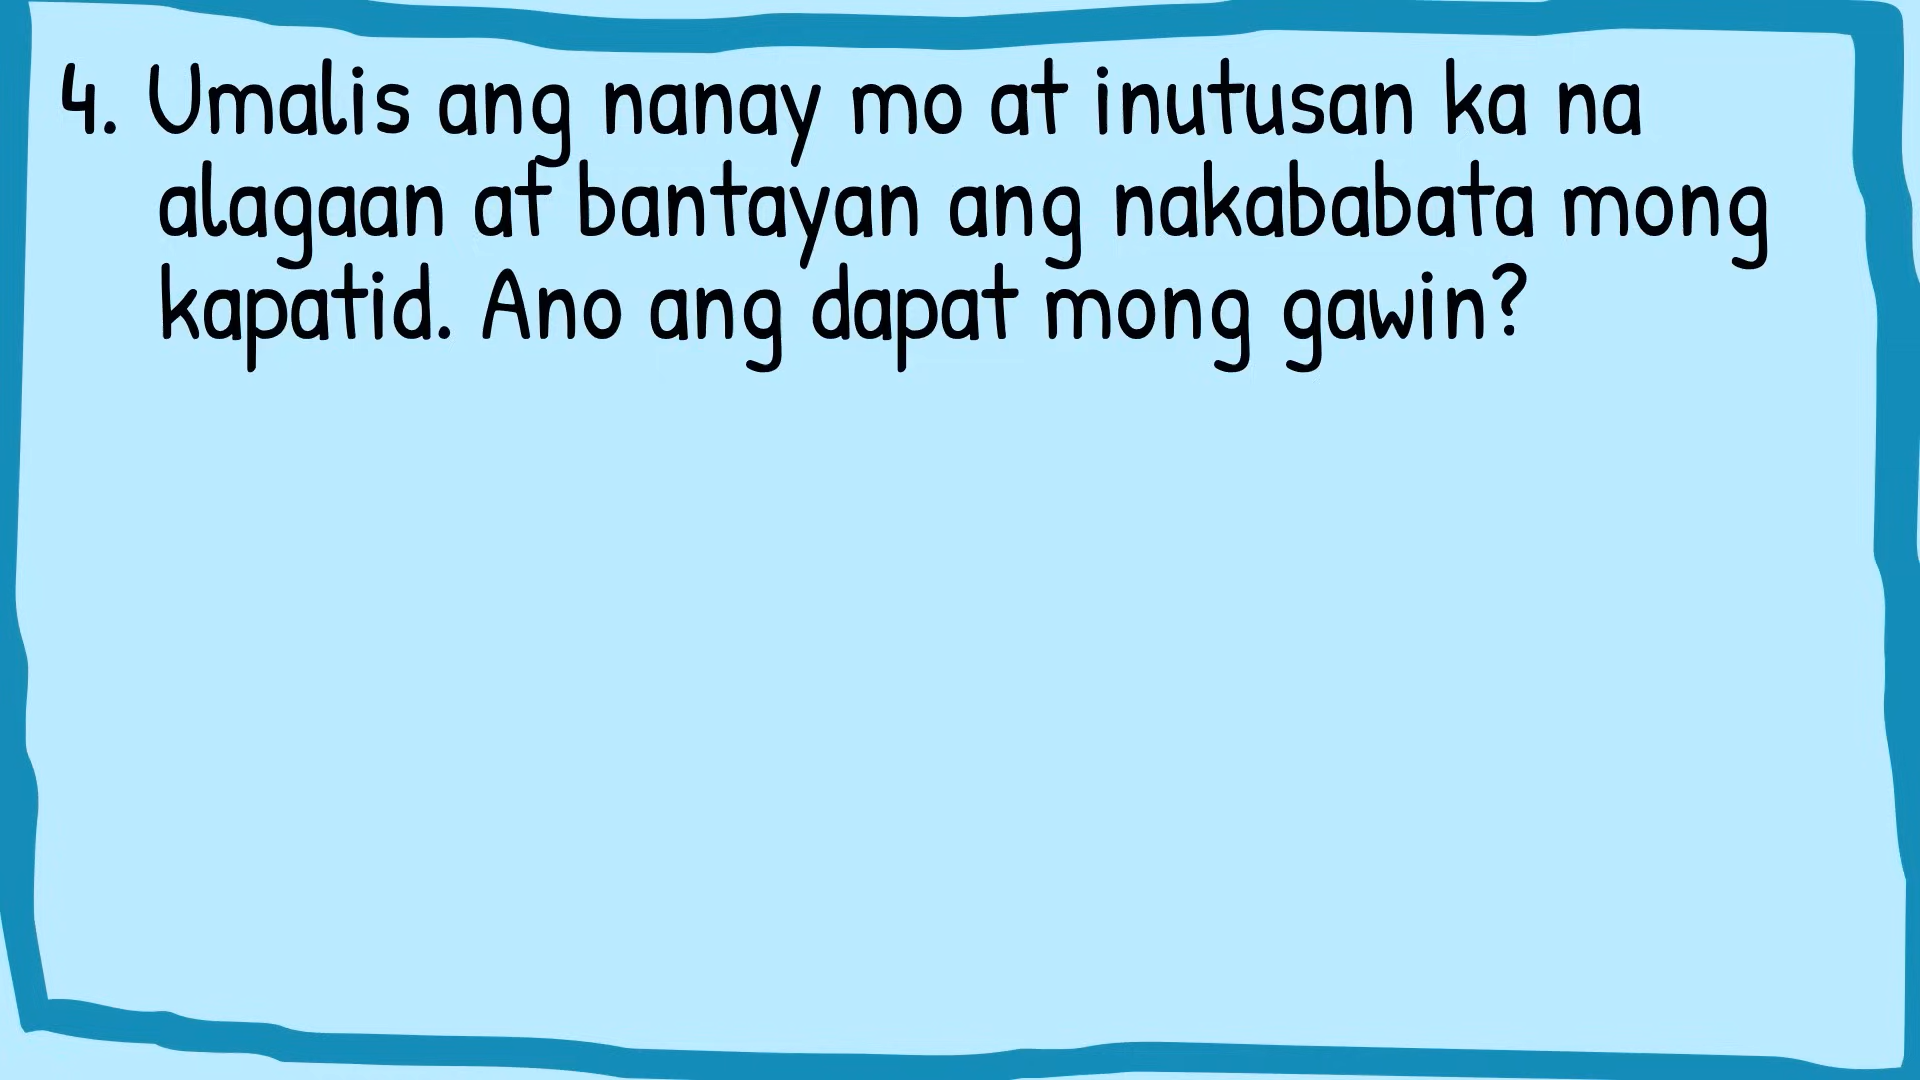 4. Umalis ang nanay mo at inutusan ka na
alagaan at bantayan ang nakababata mong
kapatid. Ano ang dapat mong gawin?